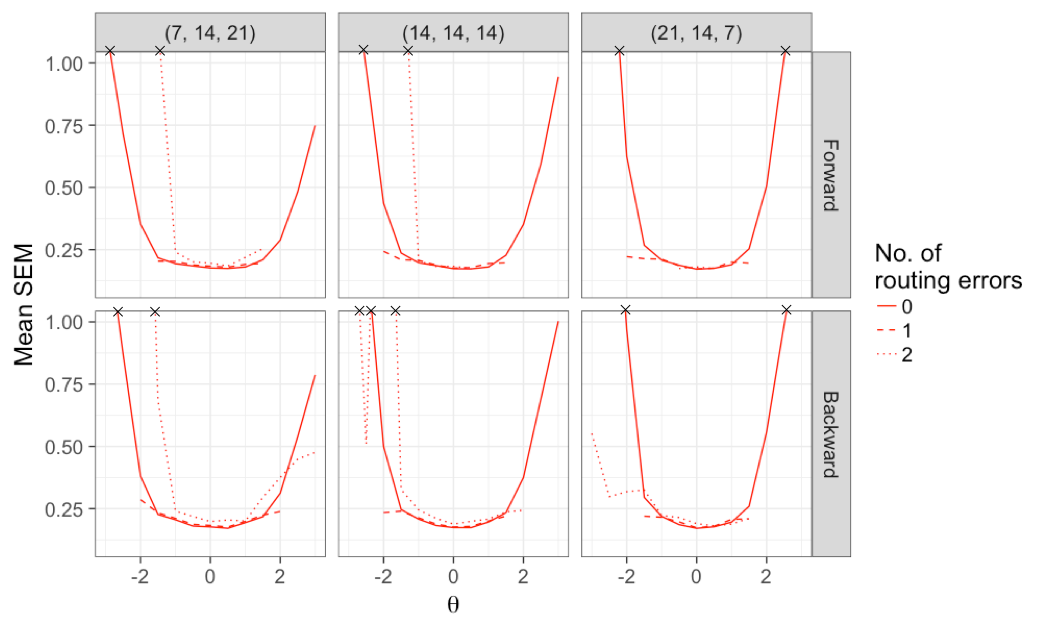 (7, 14, 21)
(14, 14, 14)
(21, 14, 7)
1.00
0.75
0.50
0.25
Forward
1.00
0.75
0.50
0.25
Backward
Mean SEM
-2
0
2
-2
0
2
-2
0
2
θ
No. of
routing errors
0
1
2